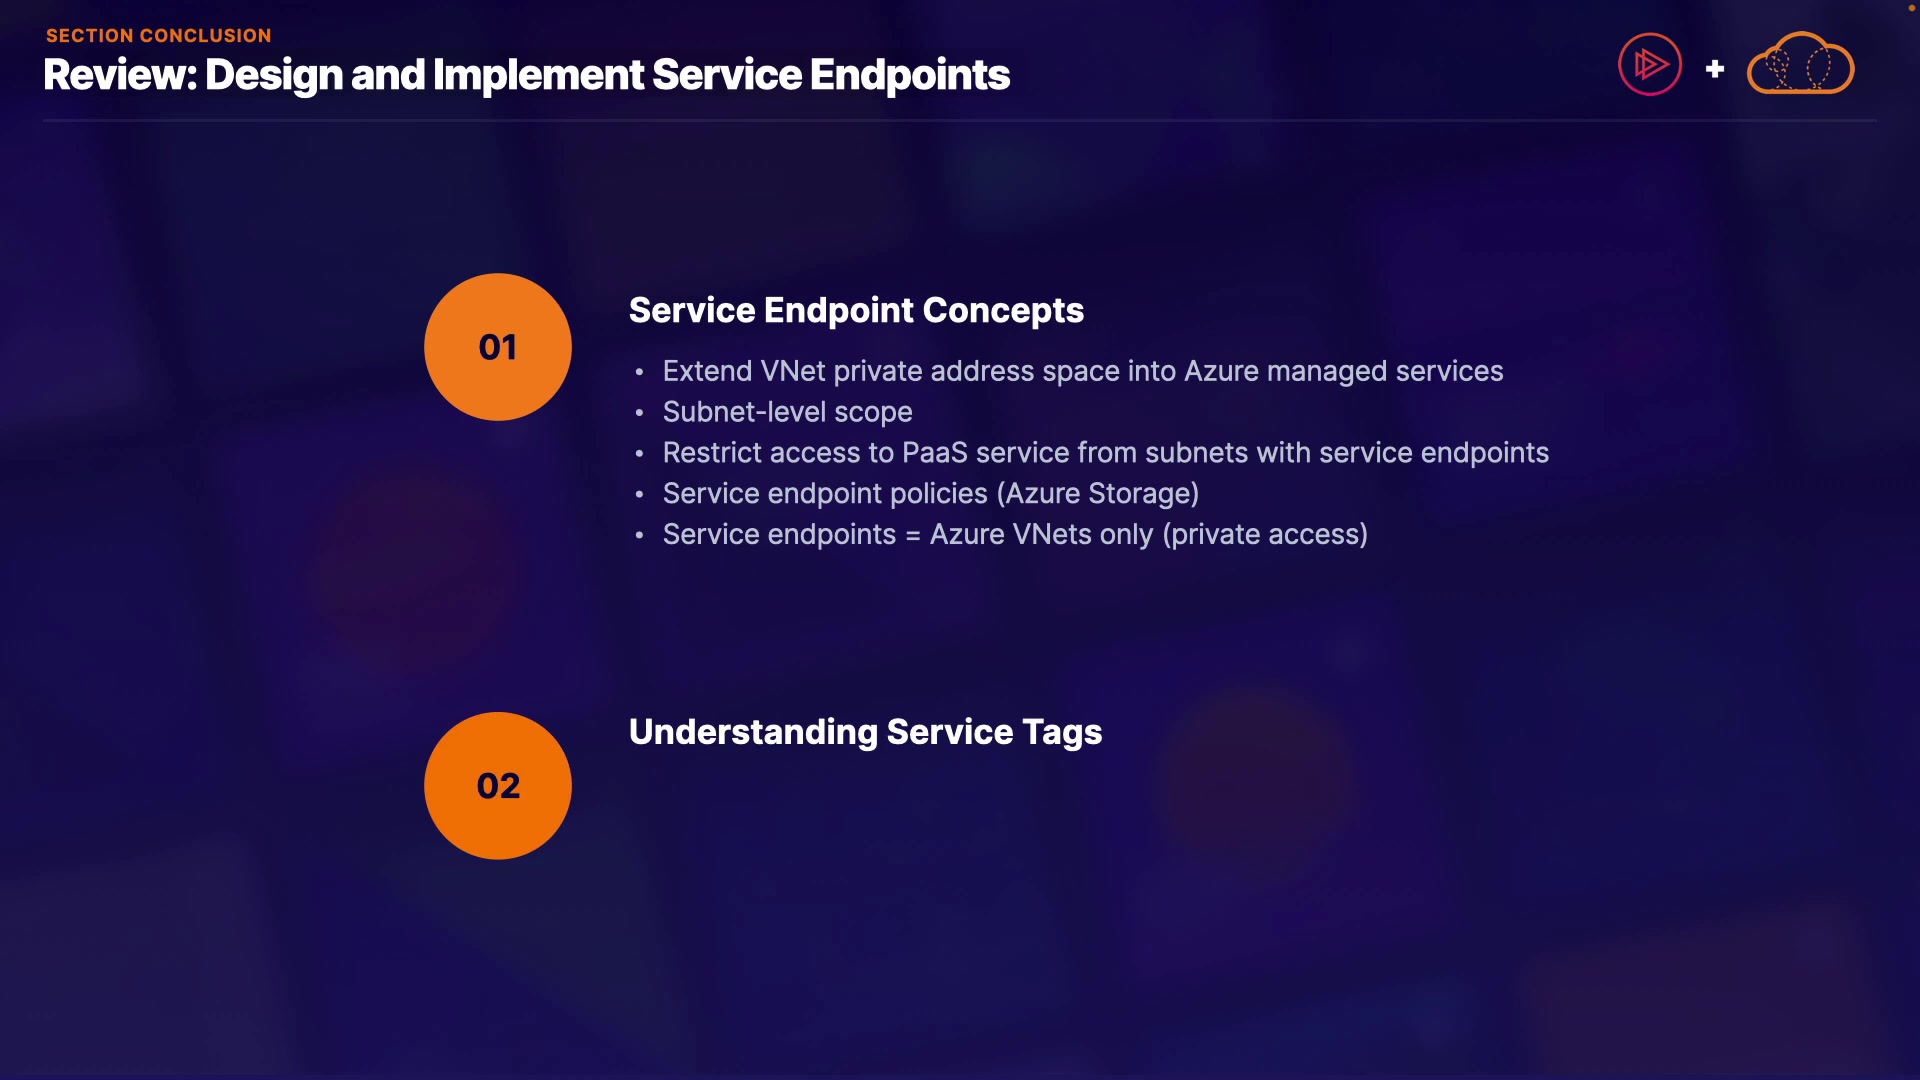 SECTION CONCLUSION
Review: Design and Implement Service Endpoints
+
01
Service Endpoint Concepts
• Extend VNet private address space into Azure managed services
• Subnet-level scope
• Restrict access to PaaS service from subnets with service endpoints
• Service endpoint policies (Azure Storage)
• Service endpoints = Azure VNets only (private access)
02
Understanding Service Tags